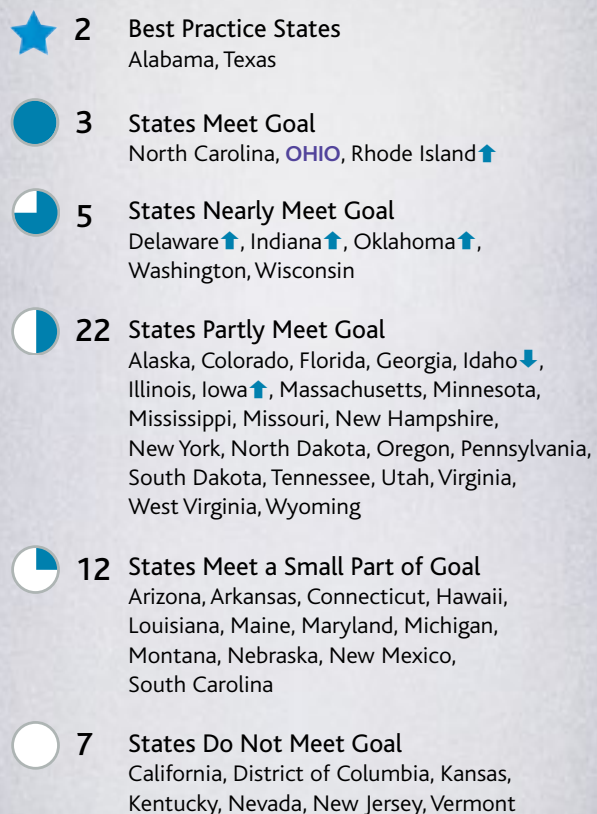 2 Best Practice States
Alabama, Texas
3 States Meet Goal
North Carolina, OHIO, Rhode Island⬆
5 States Nearly Meet Goal
Delaware⬆, Indiana⬆, Oklahoma⬆,
Washington, Wisconsin
22 States Partly Meet Goal
Alaska, Colorado, Florida, Georgia, Idaho⬇,
Illinois, Iowa⬆, Massachusetts, Minnesota,
Mississippi, Missouri, New Hampshire,
New York, North Dakota, Oregon, Pennsylvania,
South Dakota, Tennessee, Utah, Virginia,
West Virginia, Wyoming
12 States Meet a Small Part of Goal
Arizona, Arkansas, Connecticut, Hawaii,
Louisiana, Maine, Maryland, Michigan,
Montana, Nebraska, New Mexico,
South Carolina
7 States Do Not Meet Goal
California, District of Columbia, Kansas,
Kentucky, Nevada, New Jersey, Vermont